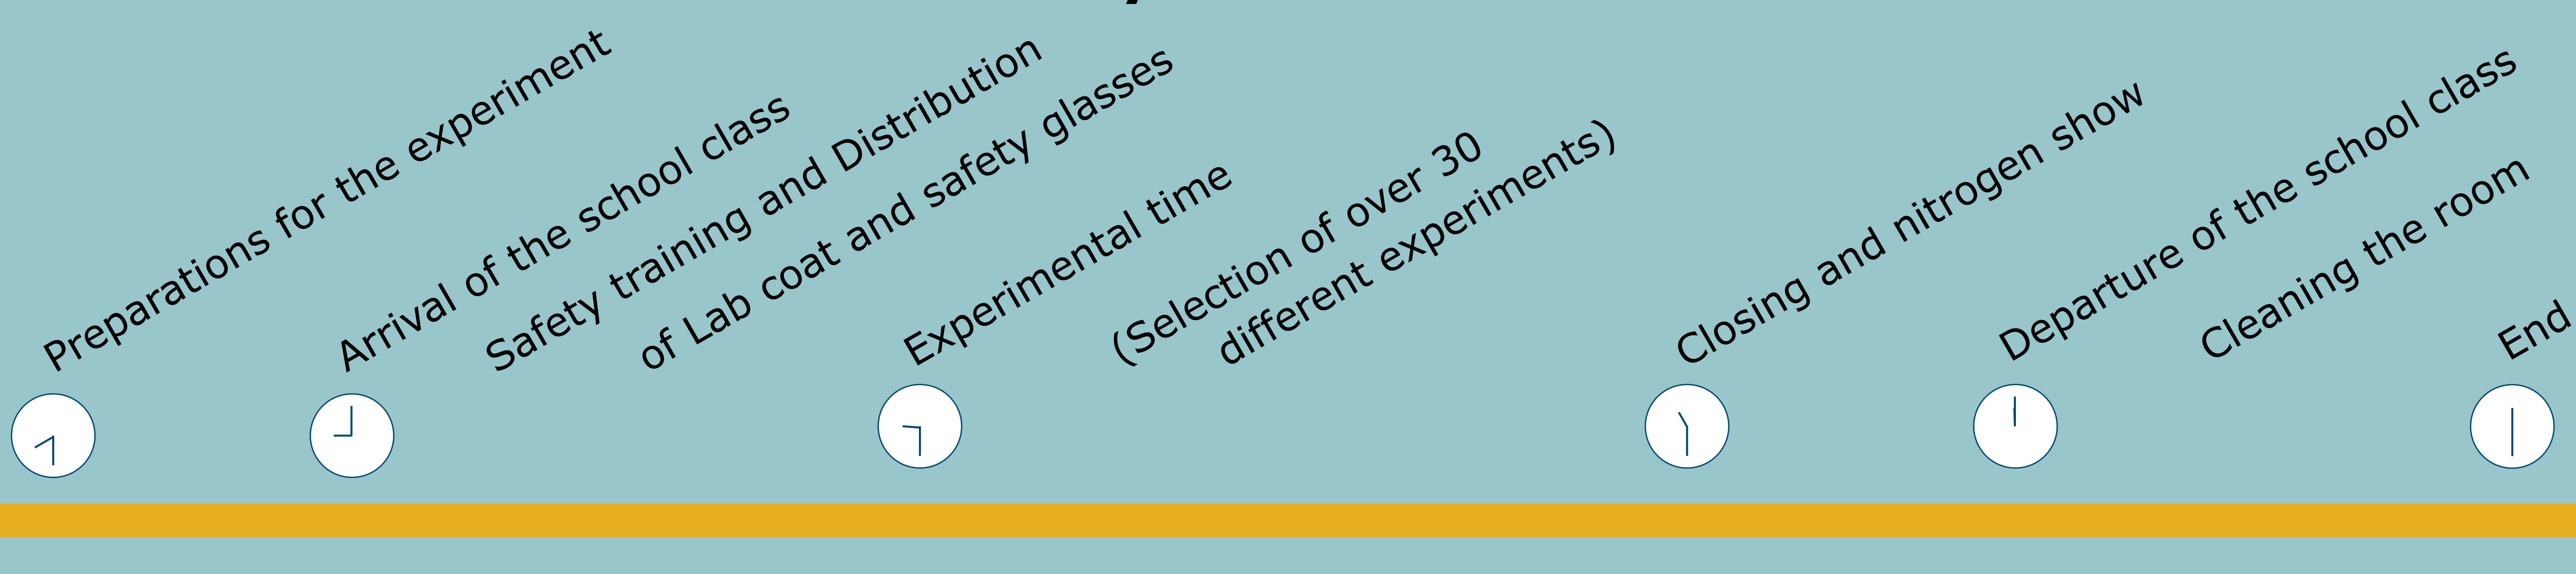 Preparations for the experiment
Arrival of the school class
Safety training and Distribution
of Lab coat and safety glasses
Experimental time
(Selection of over 30
different experiments)
Closing and nitrogen show
Departure of the school class
Cleaning the room
End